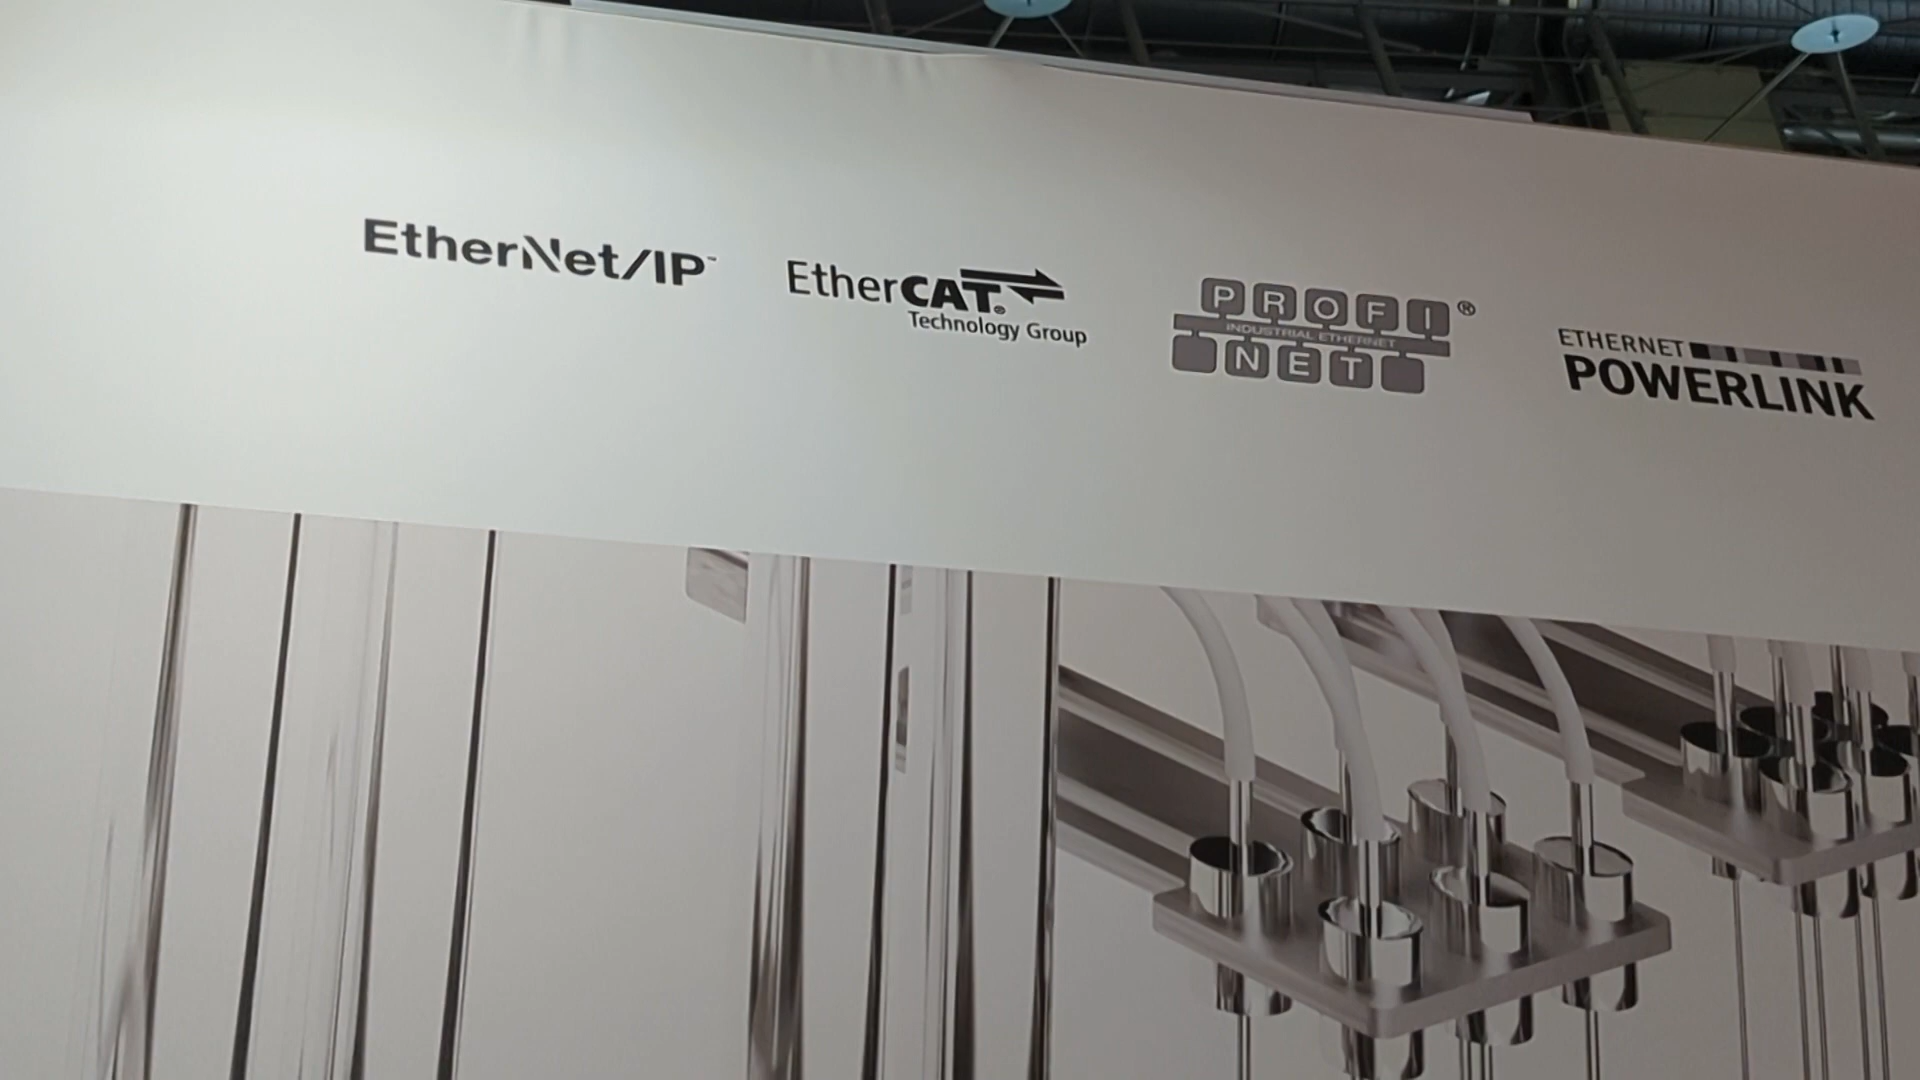 EtherNet/IP™
EtherCAT®
Technology Group
PROFI®
INDUSTRIAL ETHERNET
NET
ETHERNET
POWERLINK